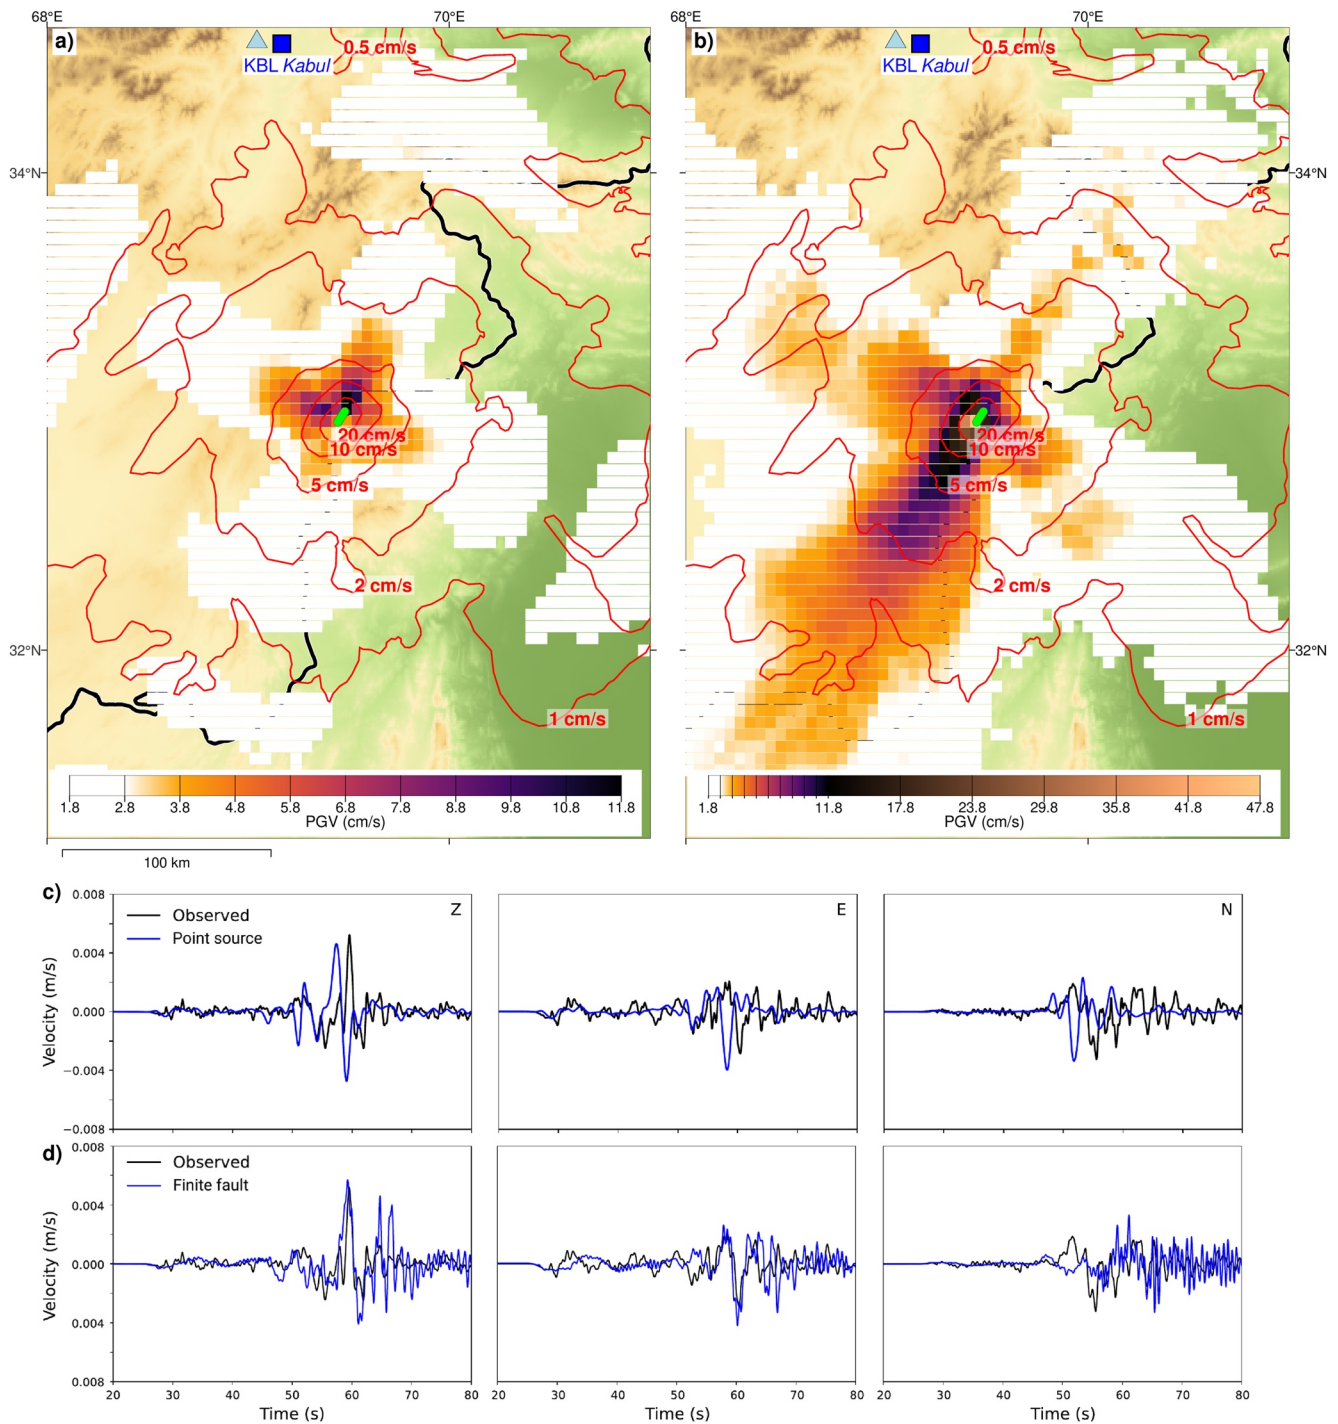 68°E 70°E 68°E 70°E
34°N 34°N
32°N 32°N
a)
KBL Kabul
0.5 cm/s
20 cm/s
10 cm/s
5 cm/s
2 cm/s
1 cm/s
1.8 2.8 3.8 4.8 5.8 6.8 7.8 8.8 9.8 10.8 11.8
PGV (cm/s)
100 km
b)
KBL Kabul
0.5 cm/s
20 cm/s
10 cm/s
5 cm/s
2 cm/s
1 cm/s
1.8 11.8 17.8 23.8 29.8 35.8 41.8 47.8
PGV (cm/s)
c)
Velocity (m/s)
0.008
0.004
0.000
−0.004
−0.008
Observed
Point source
Z E N
d)
Velocity (m/s)
0.008
0.004
0.000
0.004
0.008
Observed
Finite fault
20 30 40 50 60 70 80 20 30 40 50 60 70 80 20 30 40 50 60 70 80
Time (s) Time (s) Time (s)